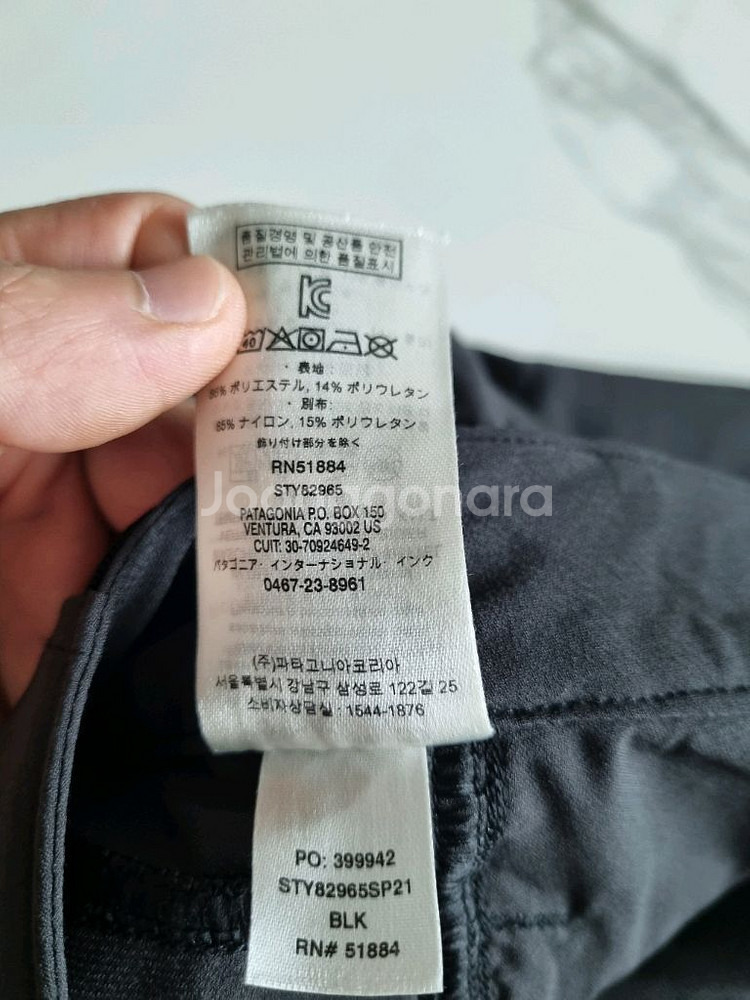 품질경영 및 공산품 안전
관리법에 의한 품질표시
40
・表地:
86% ポリエステル, 14% ポリウレタン
・別布:
85% ナイロン, 15% ポリウレタン
飾り付け部分を除く
RN51884
STY82965
Joongonara
PATAGONIA P.O. BOX 150
VENTURA, CA 93002 US
CUIT: 30-70924649-2
パタゴニア・インターナショナル・インク
0467-23-8961
(주)파타고니아코리아
서울특별시 강남구 삼성로 122길 25
소비자상담실 : 1544-1876
PO: 399942
STY82965SP21
BLK
RN# 51884